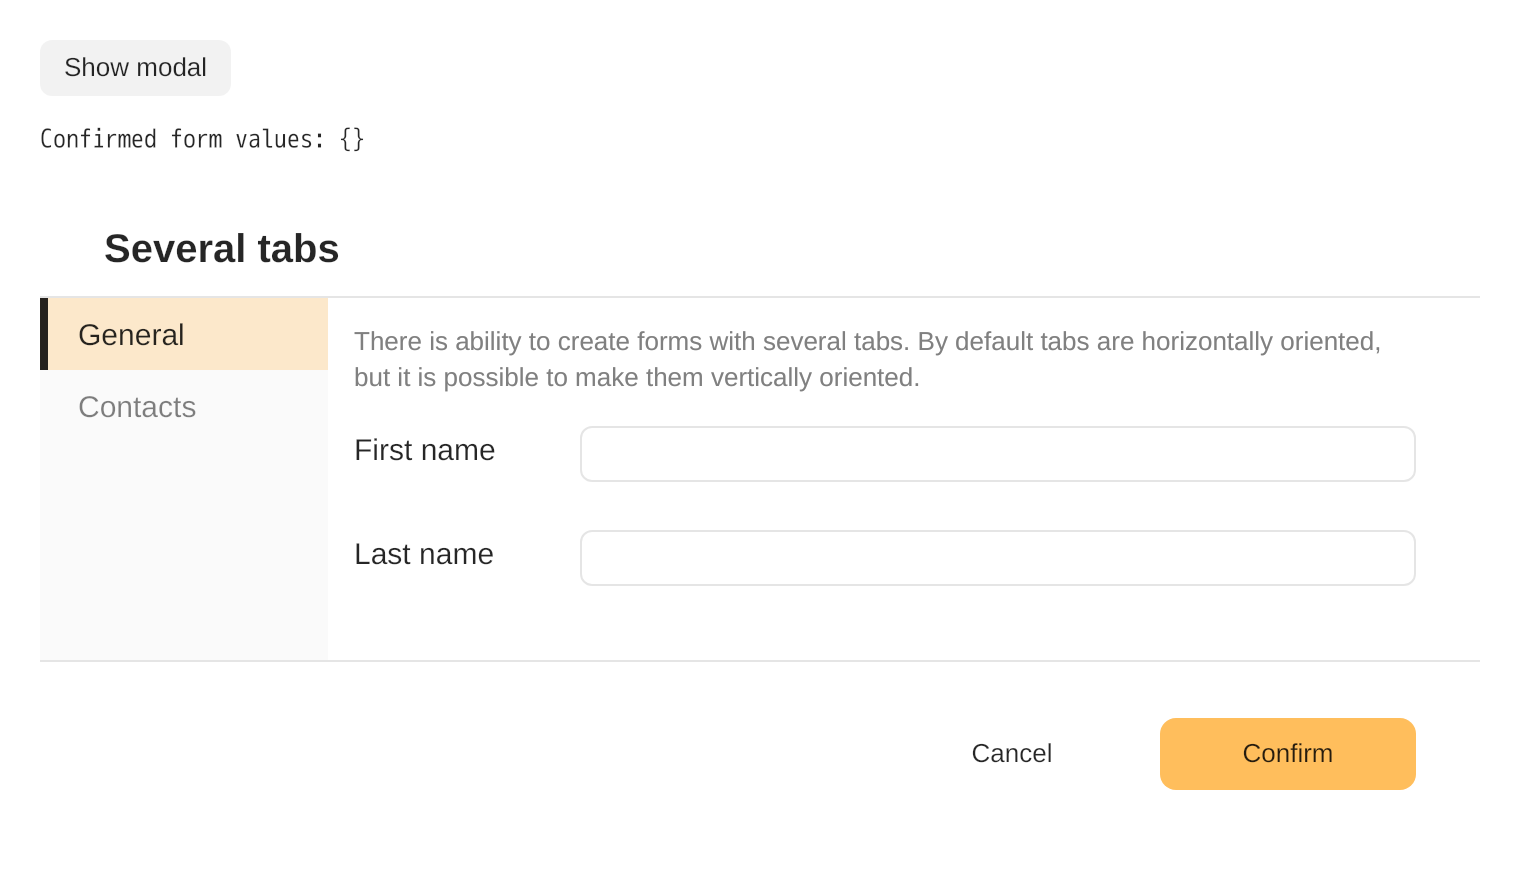 Show modal
Confirmed form values: {}
Several tabs
General
Contacts
There is ability to create forms with several tabs. By default tabs are horizontally oriented,
but it is possible to make them vertically oriented.
First name
Last name
Cancel
Confirm